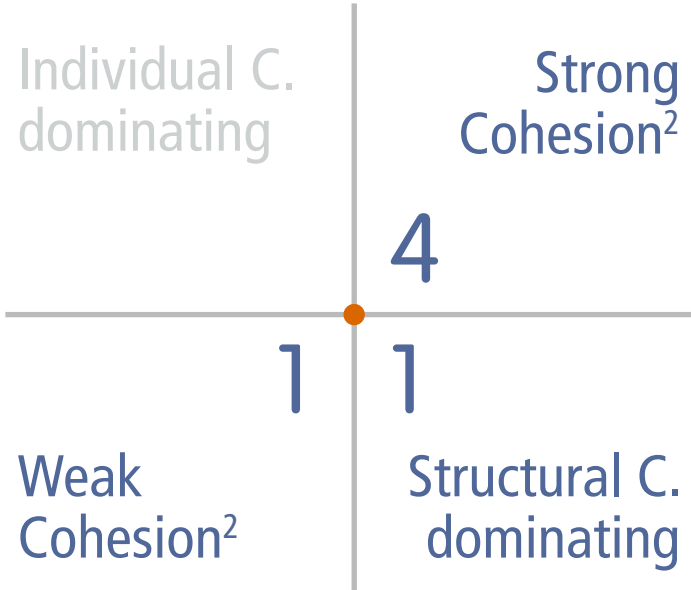 Individual C.
dominating
Strong
Cohesion²
4
1
1
Weak
Cohesion²
Structural C.
dominating